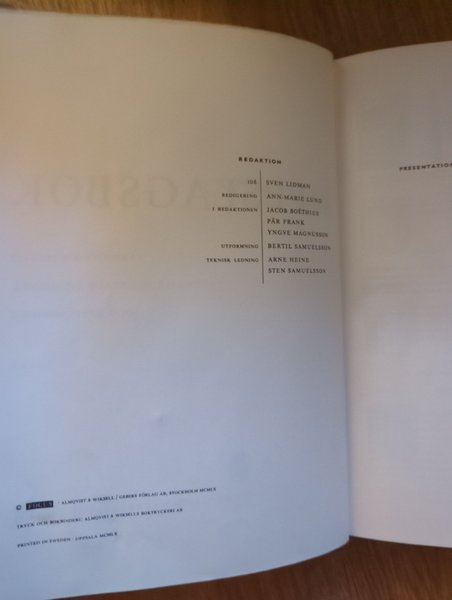 REDAKTION
IDÉ SVEN LIDMAN
REDIGERING ANN-MARIE LUND
I REDAKTIONEN JACOB BOËTHIUS
PÄR FRANK
YNGVE MAGNUSSON
UTFORMNING BERTIL SAMUELSSON
TEKNISK LEDNING ARNE HEINE
STEN SAMUELSSON
PRESENTATION
© FOCUS · ALMQVIST & WIKSELL / GEBERS FÖRLAG AB, STOCKHOLM MCMLX
TRYCK OCH BOKBINDERI: ALMQVIST & WIKSELLS BOKTRYCKERI AB
PRINTED IN SWEDEN · UPPSALA MCMLX